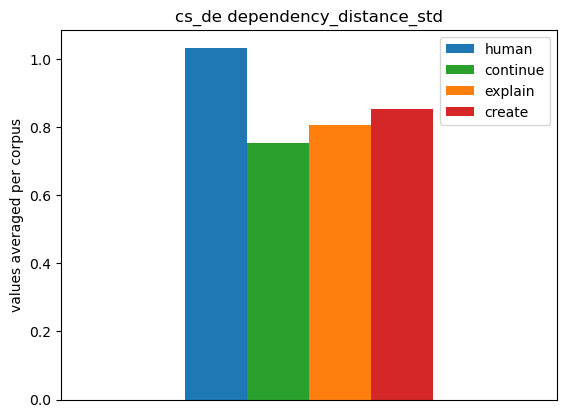 cs_de dependency_distance_std
values averaged per corpus
1.0
0.8
0.6
0.4
0.2
0.0
human
continue
explain
create